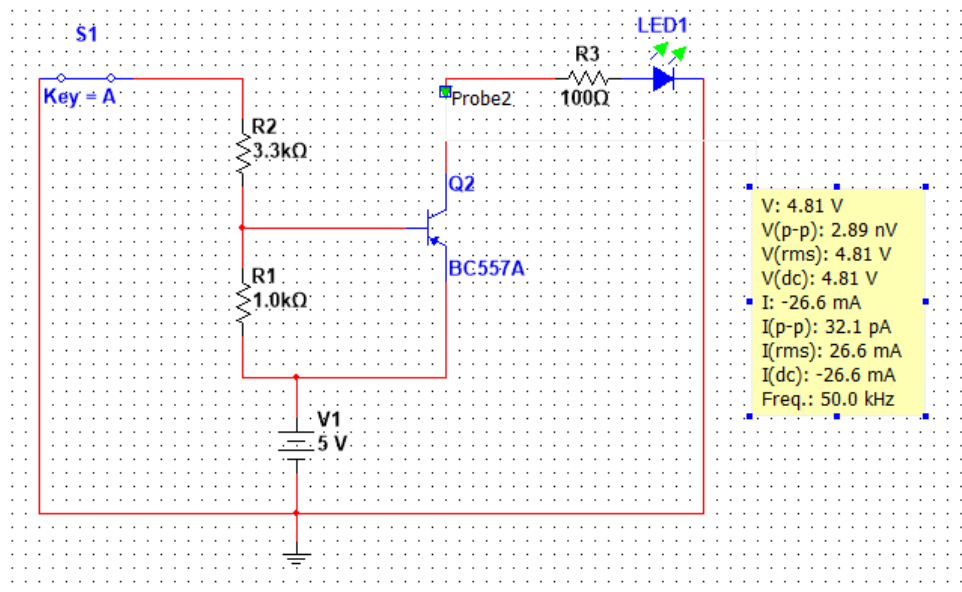 S1
Key = A
LED1
R3
100Ω
Probe2
R2
3.3kΩ
Q2
BC557A
R1
1.0kΩ
V1
5 V
V: 4.81 V
V(p-p): 2.89 nV
V(rms): 4.81 V
V(dc): 4.81 V
I: -26.6 mA
I(p-p): 32.1 pA
I(rms): 26.6 mA
I(dc): -26.6 mA
Freq.: 50.0 kHz